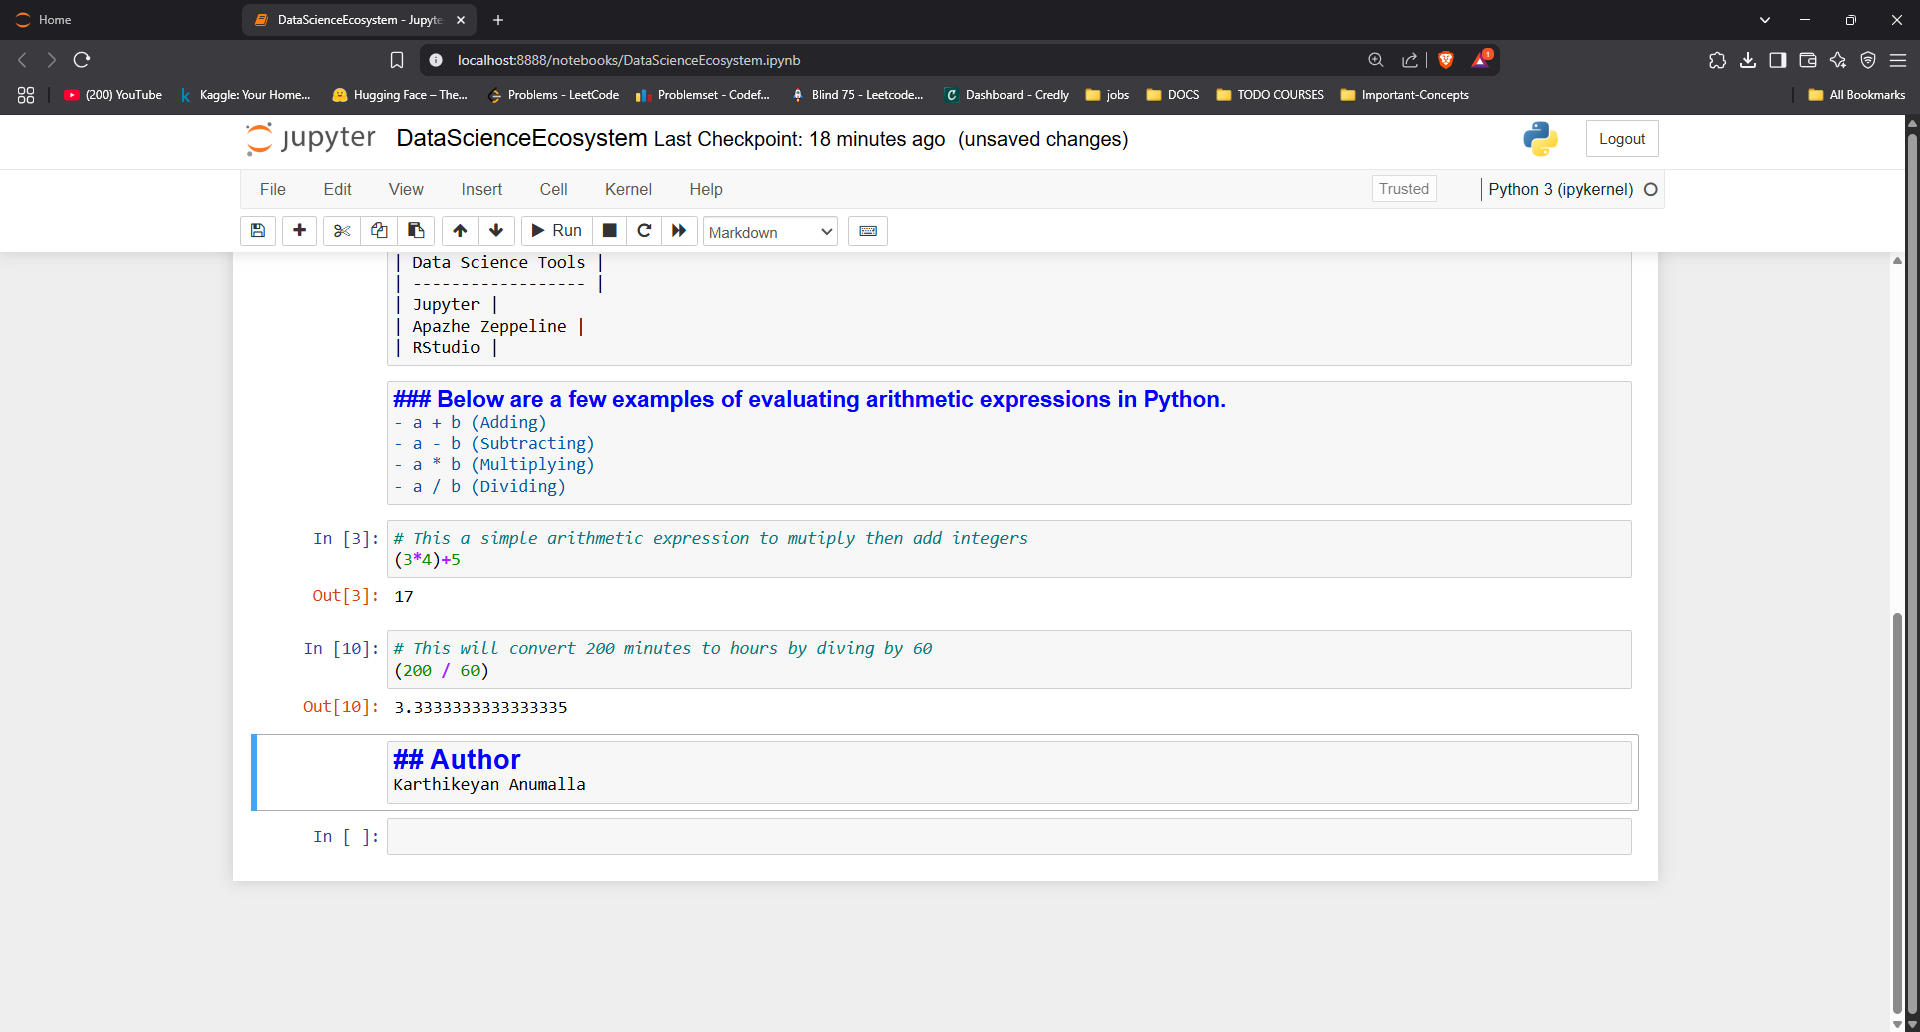 Home
DataScienceEcosystem - Jupyte
localhost:8888/notebooks/DataScienceEcosystem.ipynb
1
(200) YouTube
Kaggle: Your Home...
Hugging Face – The...
Problems - LeetCode
Problemset - Codef...
Blind 75 - Leetcode...
Dashboard - Credly
jobs
DOCS
TODO COURSES
Important-Concepts
All Bookmarks
jupyter DataScienceEcosystem Last Checkpoint: 18 minutes ago (unsaved changes)
Logout
File Edit View Insert Cell Kernel Help
Trusted
Python 3 (ipykernel)
Run
Markdown
| Data Science Tools |
| ------------------ |
| Jupyter |
| Apazhe Zeppeline |
| RStudio |
### Below are a few examples of evaluating arithmetic expressions in Python.
- a + b (Adding)
- a - b (Subtracting)
- a * b (Multiplying)
- a / b (Dividing)
In [3]: # This a simple arithmetic expression to mutiply then add integers
(3*4)+5
Out[3]: 17
In [10]: # This will convert 200 minutes to hours by diving by 60
(200 / 60)
Out[10]: 3.3333333333333335
## Author
Karthikeyan Anumalla
In [ ]: